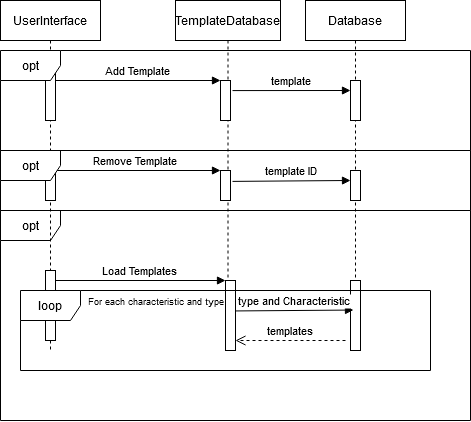 UserInterface
TemplateDatabase
Database
opt
Add Template
template
opt
Remove Template
template ID
opt
Load Templates
loop
For each characteristic and type
type and Characteristic
templates